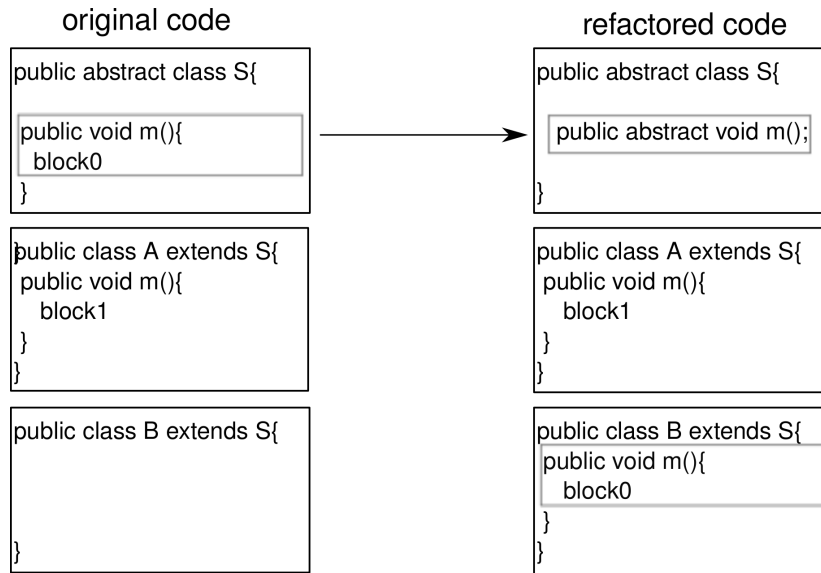 original code
public abstract class S{
public void m(){
block0
}
public class A extends S{
public void m(){
block1
}
}
public class B extends S{
}
refactored code
public abstract class S{
public abstract void m();
}
public class A extends S{
public void m(){
block1
}
}
public class B extends S{
public void m(){
block0
}
}